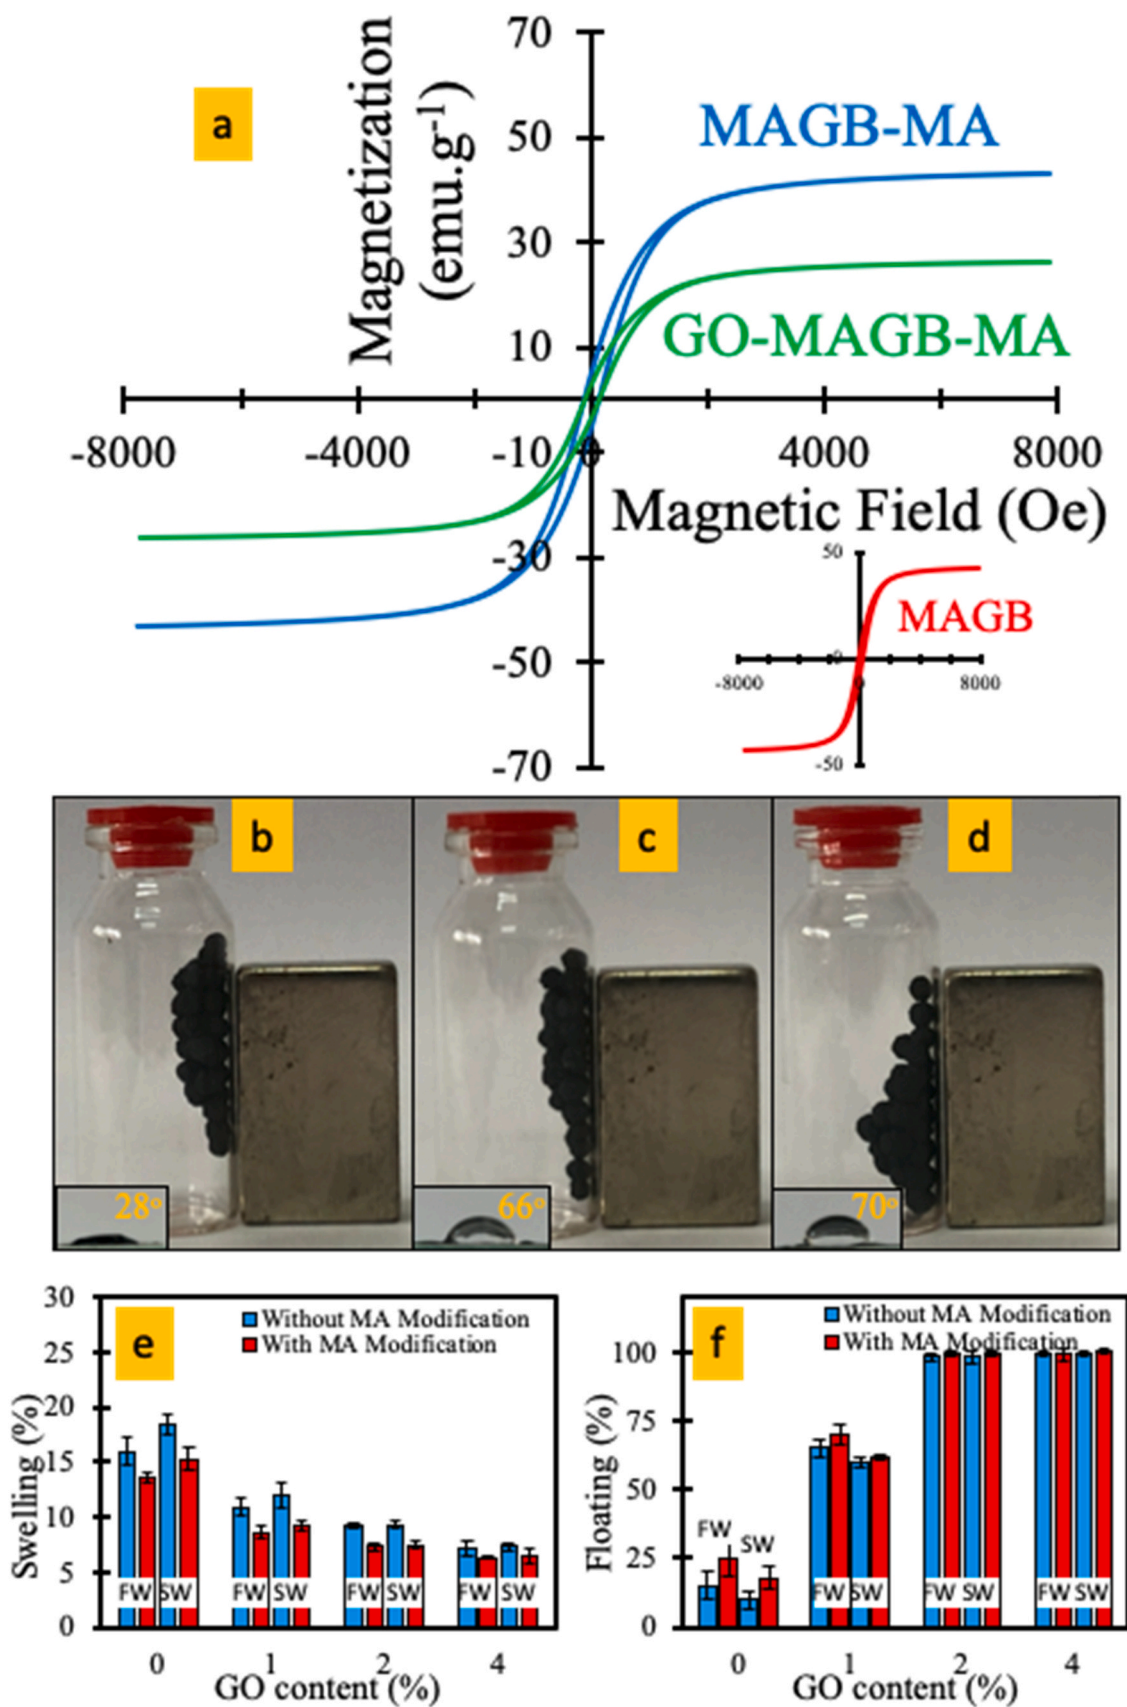 a
Magnetization
(emu.g⁻¹)
70
50
30
10
-10
-30
-50
-70
MAGB-MA
GO-MAGB-MA
-8000
-4000
0
4000
8000
Magnetic Field (Oe)
50
MAGB
0
-8000
0
8000
-50
b
c
d
28°
66°
70°
e
Without MA Modification
With MA Modification
Swelling (%)
30
25
20
15
10
5
0
FW SW FW SW FW SW FW SW
0 1 2 4
GO content (%)
f
Without MA Modification
With MA Modification
Floating (%)
100
75
50
25
0
FW SW FW SW FW SW FW SW
0 1 2 4
GO content (%)